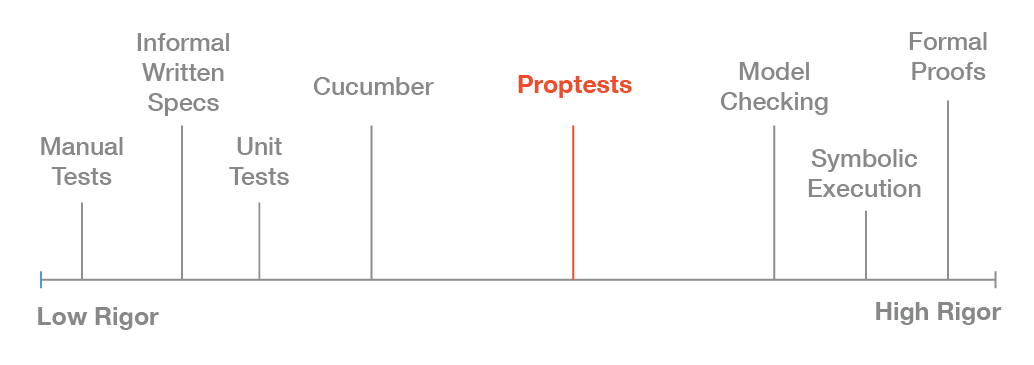 Manual
Tests
Informal
Written
Specs
Unit
Tests
Cucumber
Proptests
Model
Checking
Symbolic
Execution
Formal
Proofs
Low Rigor
High Rigor